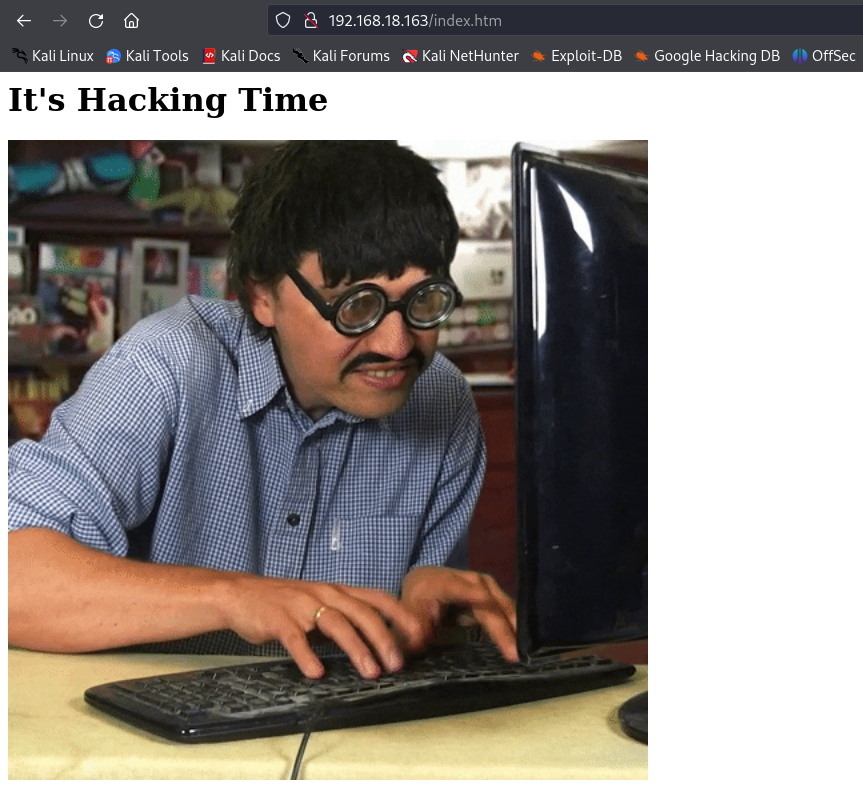 192.168.18.163/index.htm
Kali Linux Kali Tools Kali Docs Kali Forums Kali NetHunter Exploit-DB Google Hacking DB OffSec
It's Hacking Time